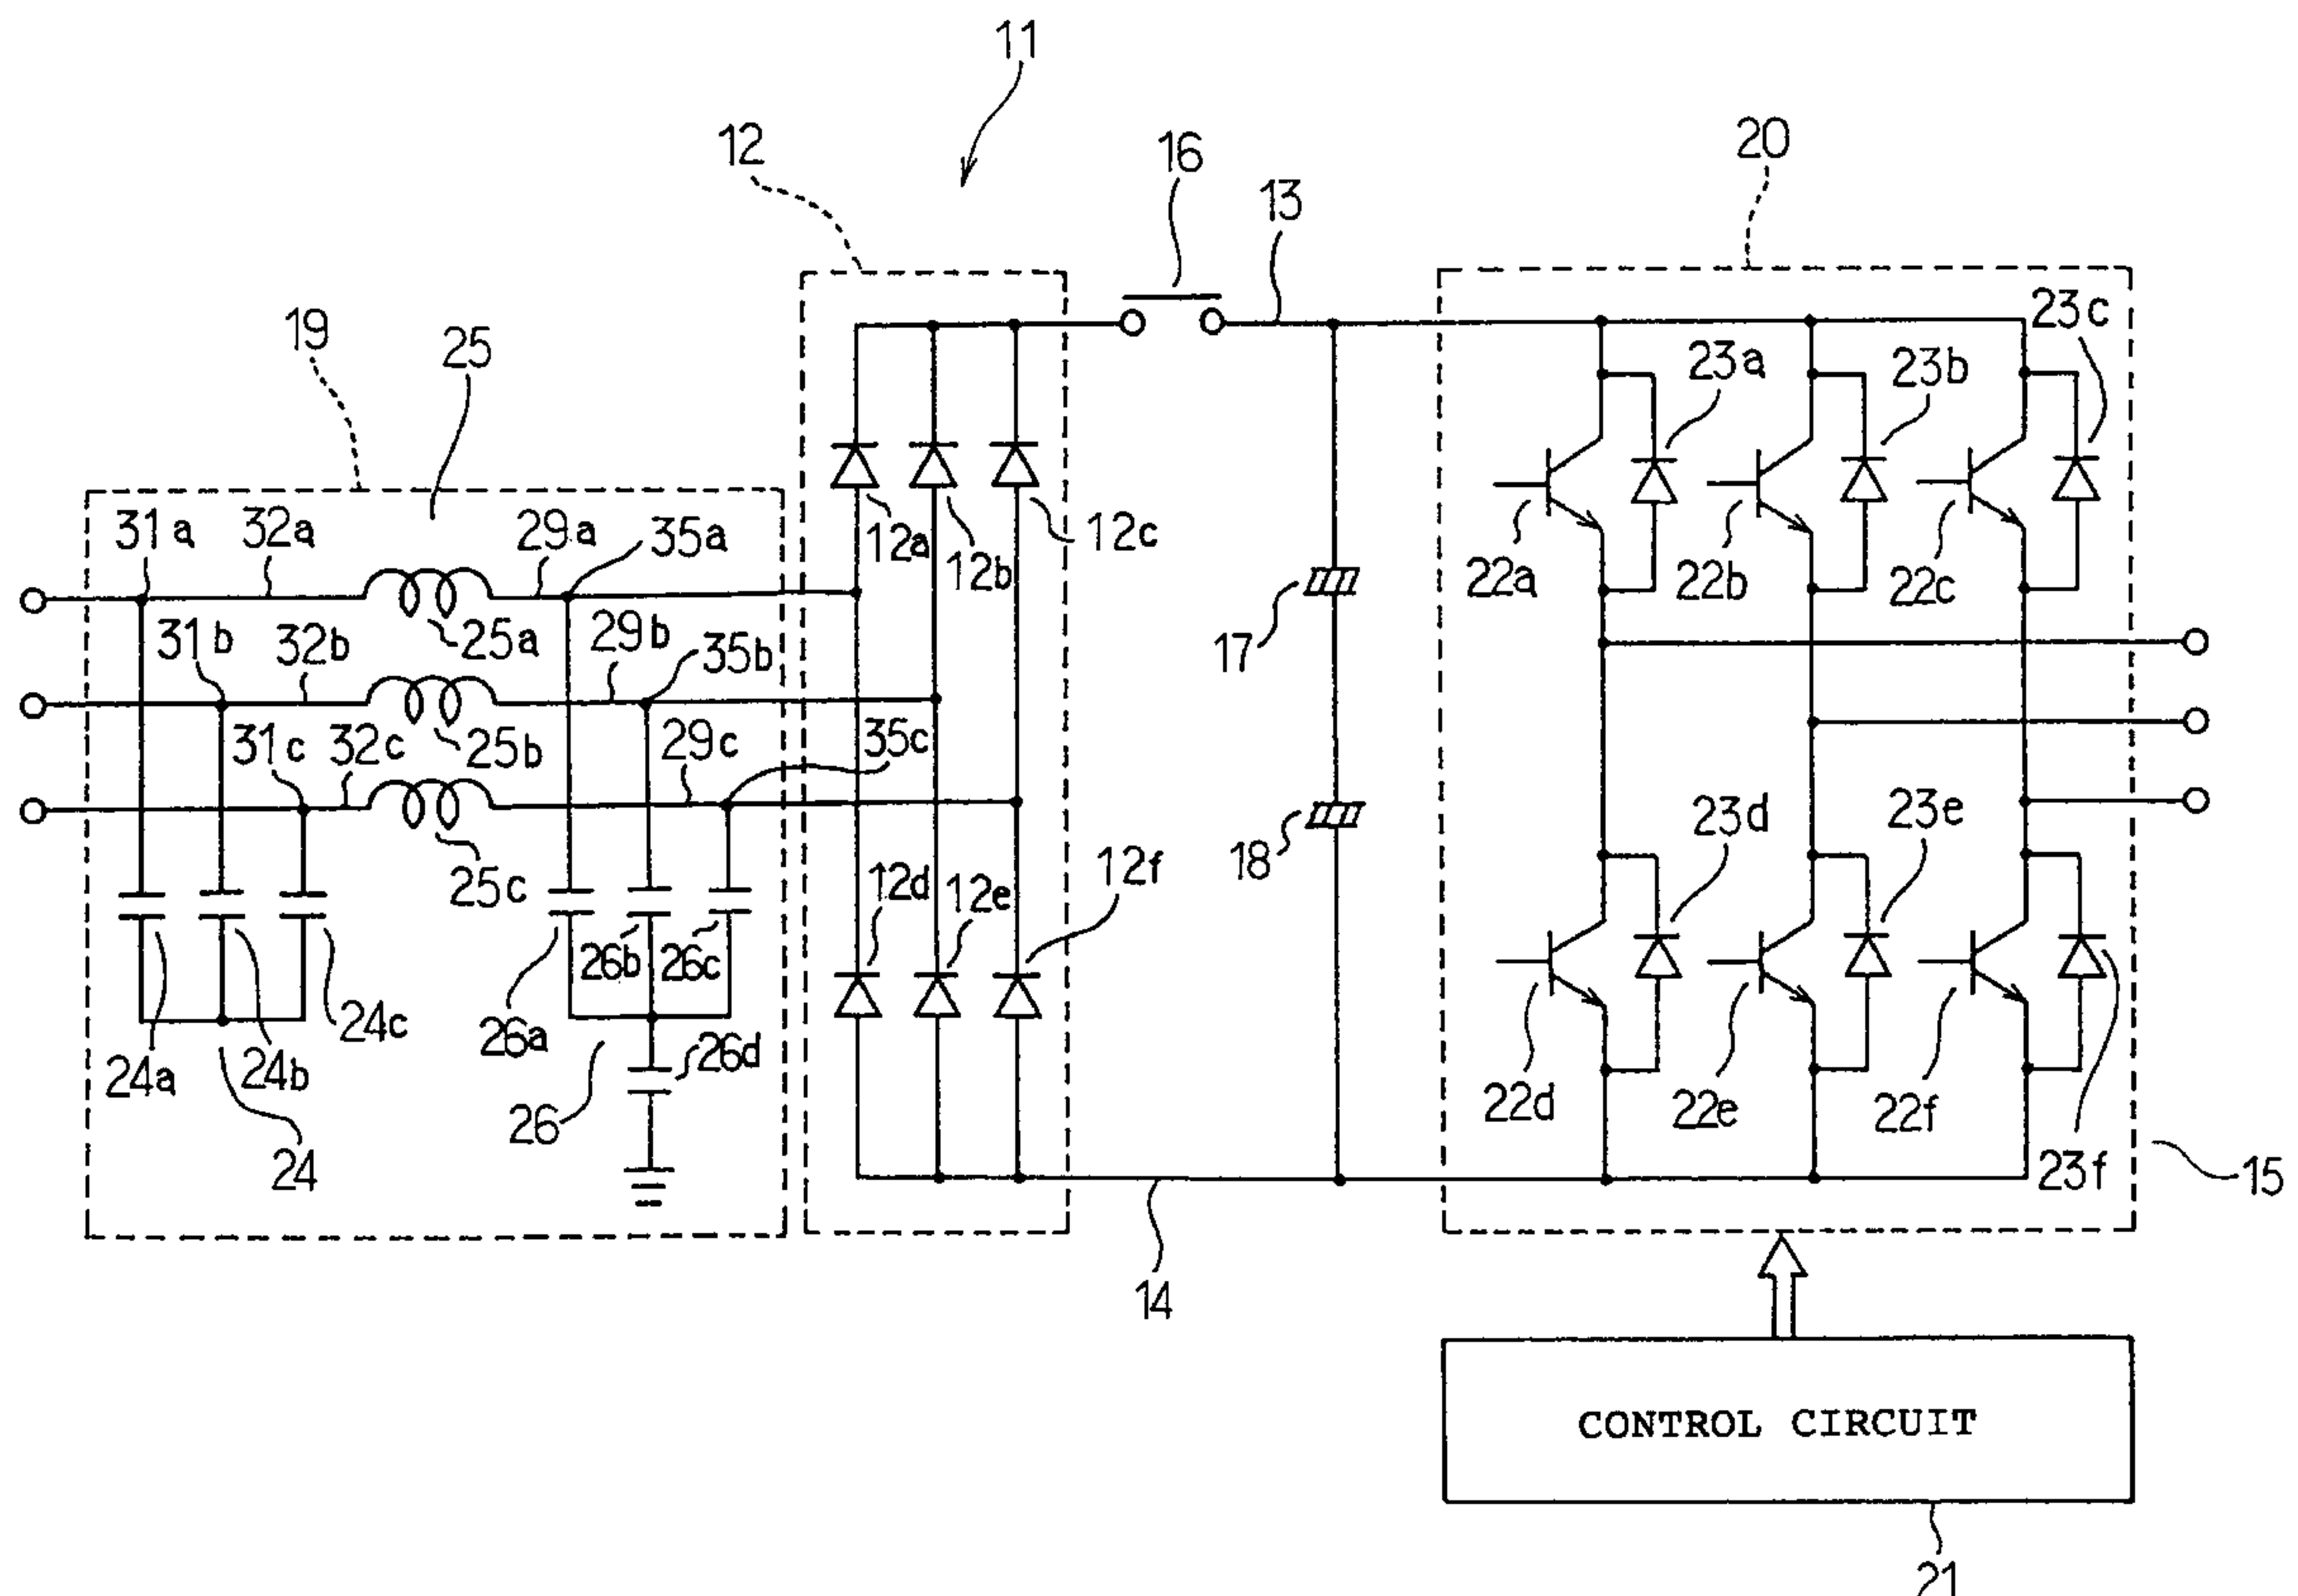 11
12
16
20
13
19
25
23c
23a
23b
31a
32a
29a
35a
12a
12b
12c
22a
22b
22c
31b
32b
25a
29b
35b
17
31c
32c
25b
29c
35c
25c
12d
12e
12f
18
23d
23e
26b
26c
24c
26a
26d
24a
24b
26
22d
22e
22f
24
23f
15
14
CONTROL CIRCUIT
21